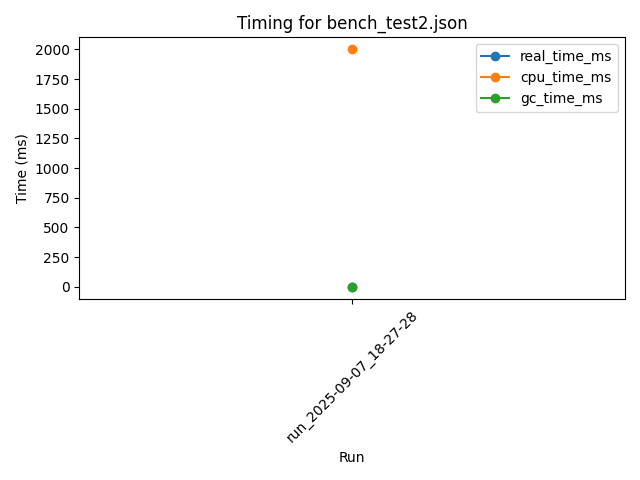 Timing for bench_test2.json
real_time_ms
cpu_time_ms
gc_time_ms
Time (ms)
2000
1750
1500
1250
1000
750
500
250
0
run_2025-09-07_18-27-28
Run